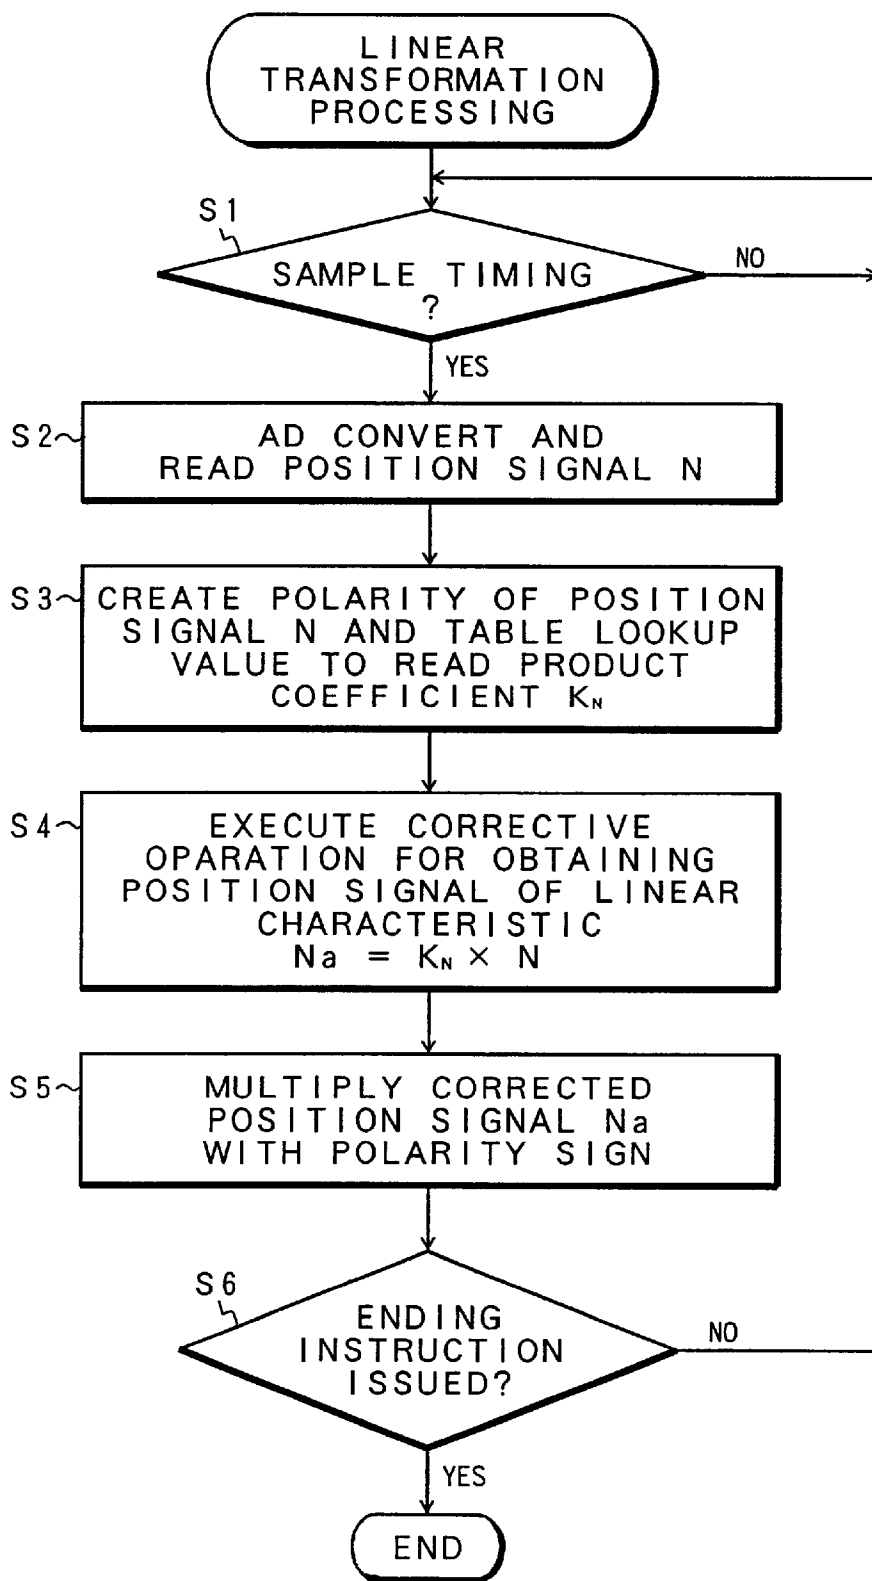 LINEAR
TRANSFORMATION
PROCESSING
S1
SAMPLE TIMING
?
NO
YES
S2
AD CONVERT AND
READ POSITION SIGNAL N
S3
CREATE POLARITY OF POSITION
SIGNAL N AND TABLE LOOKUP
VALUE TO READ PRODUCT
COEFFICIENT KN
S4
EXECUTE CORRECTIVE
OPARATION FOR OBTAINING
POSITION SIGNAL OF LINEAR
CHARACTERISTIC
Na = KN × N
S5
MULTIPLY CORRECTED
POSITION SIGNAL Na
WITH POLARITY SIGN
S6
ENDING
INSTRUCTION
ISSUED?
NO
YES
END